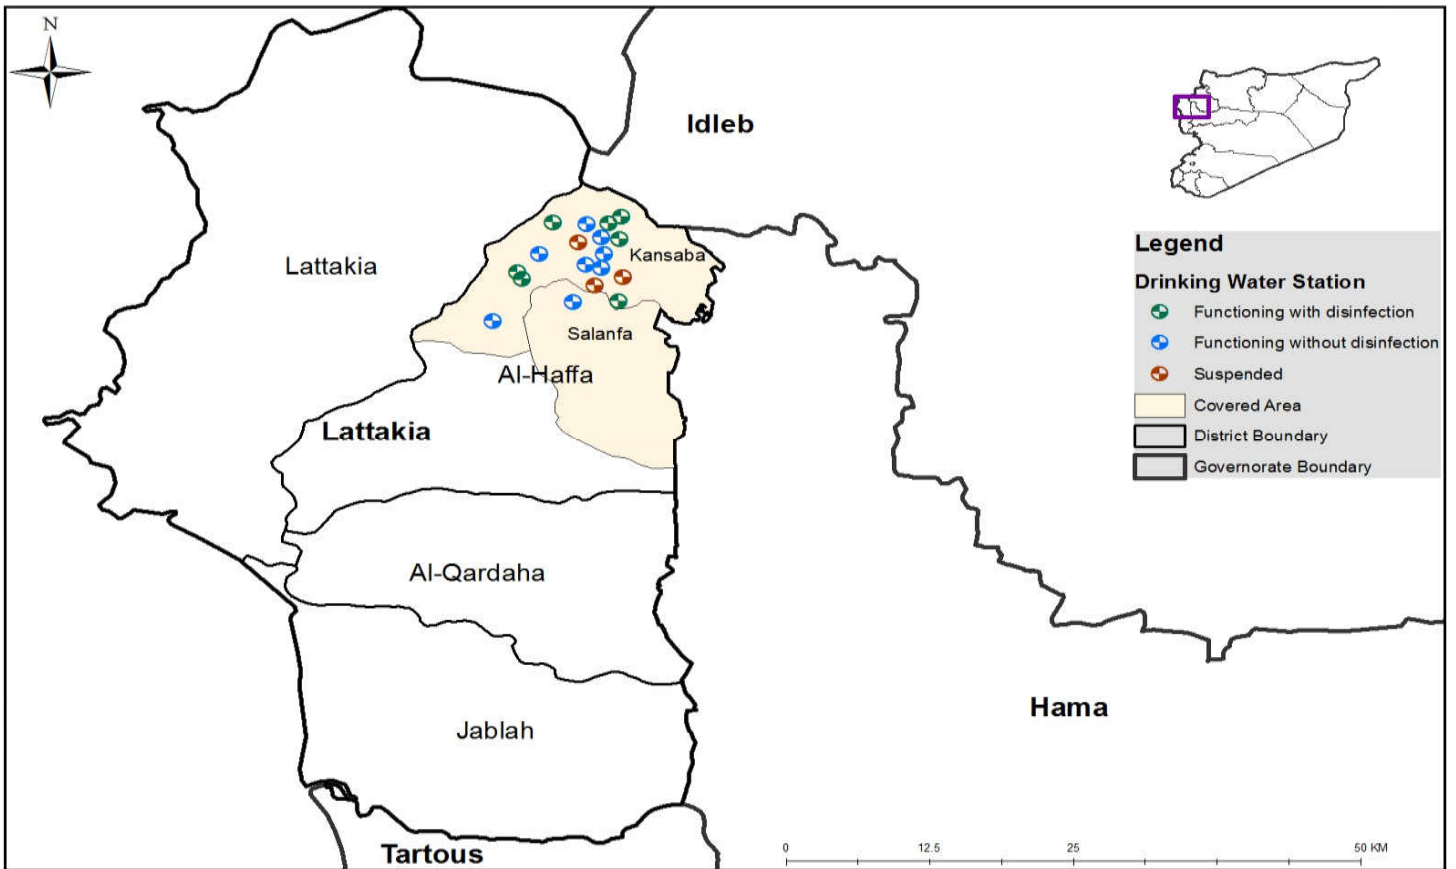 N
Idleb
Lattakia
Kansaba
Salanfa
Al-Haffa
Lattakia
Al-Qardaha
Jablah
Hama
Tartous
Legend
Drinking Water Station
Functioning with disinfection
Functioning without disinfection
Suspended
Covered Area
District Boundary
Governorate Boundary
0 12.5 25 50 KM